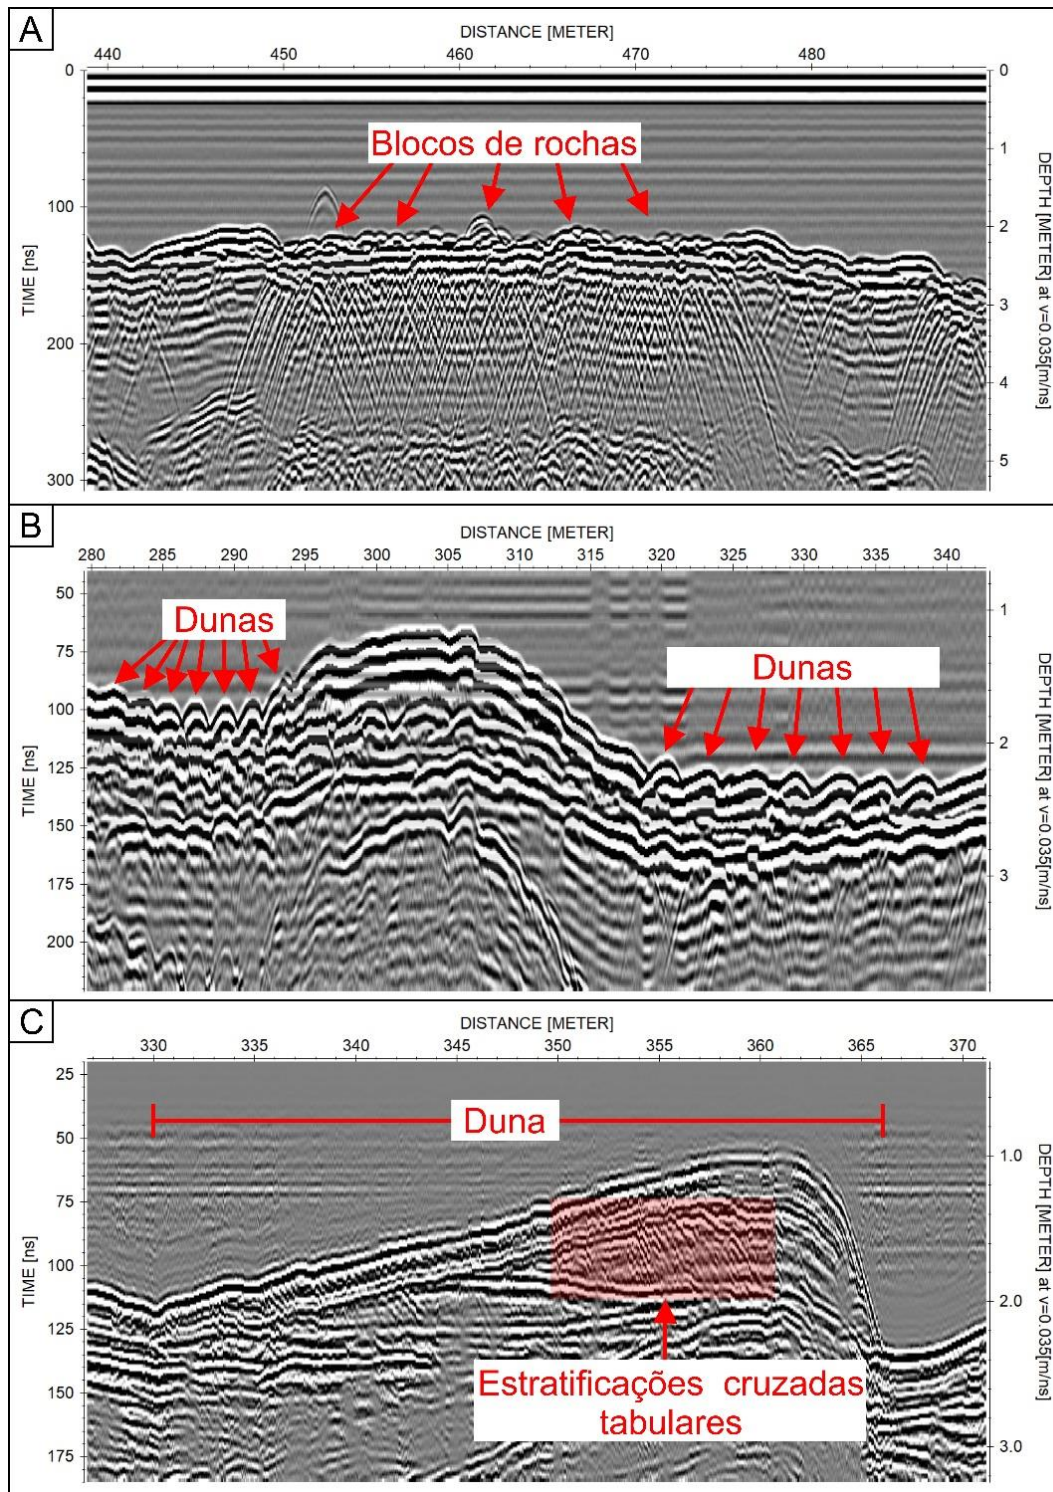 A
DISTANCE [METER]
440 450 460 470 480
0 0
1
100
2
3
200
4
5
300
TIME [ns]
DEPTH [METER] at v=0.035[m/ns]
Blocos de rochas
B
DISTANCE [METER]
280 285 290 295 300 305 310 315 320 325 330 335 340
50
1
75
100
2
125
150
3
175
200
TIME [ns]
DEPTH [METER] at v=0.035[m/ns]
Dunas
Dunas
C
DISTANCE [METER]
330 335 340 345 350 355 360 365 370
25
50
1.0
75
100
2.0
125
150
3.0
175
TIME [ns]
DEPTH [METER] at v=0.035[m/ns]
Duna
Estratificações cruzadas
tabulares